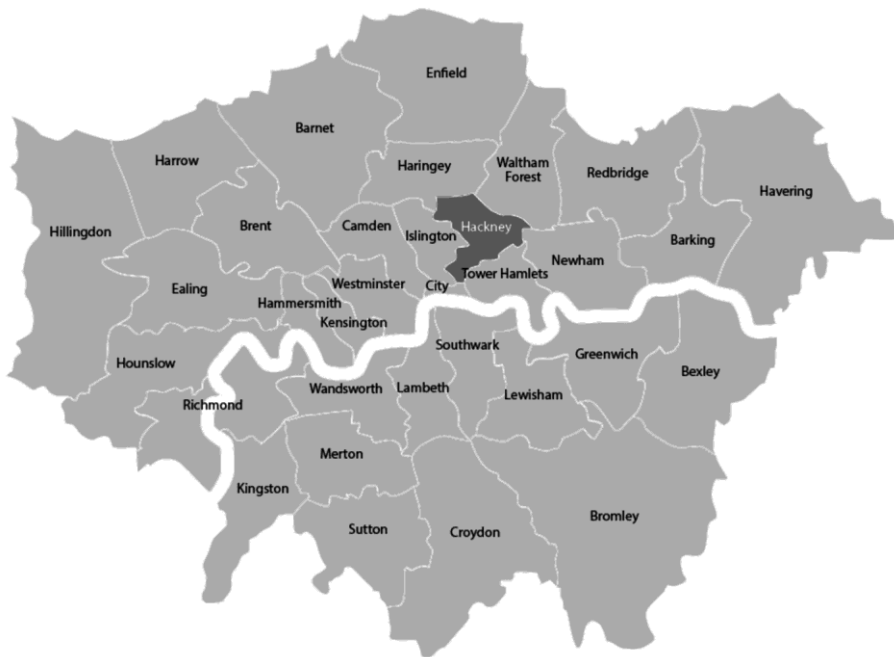 Enfield
Barnet
Harrow
Haringey
Waltham
Forest
Redbridge
Havering
Hillingdon
Brent
Camden
Islington
Hackney
Barking
Newham
Tower Hamlets
Ealing
Westminster
City
Hammersmith
Kensington
Hounslow
Southwark
Greenwich
Bexley
Richmond
Wandsworth
Lambeth
Lewisham
Merton
Kingston
Sutton
Croydon
Bromley